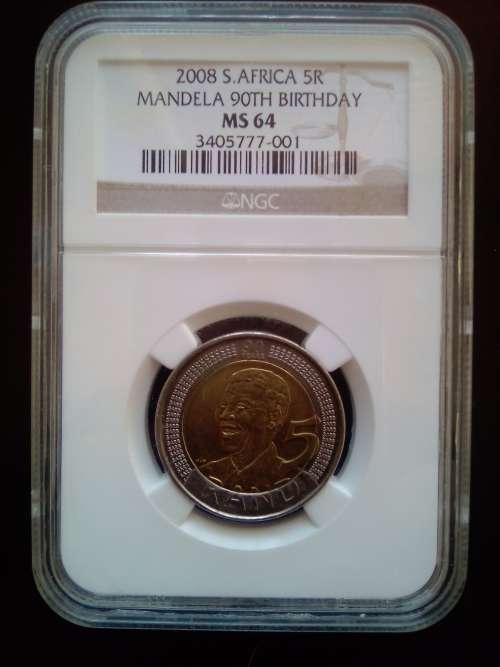 2008 S.AFRICA 5R
MANDELA 90TH BIRTHDAY
MS 64
3405777-001
NGC
5